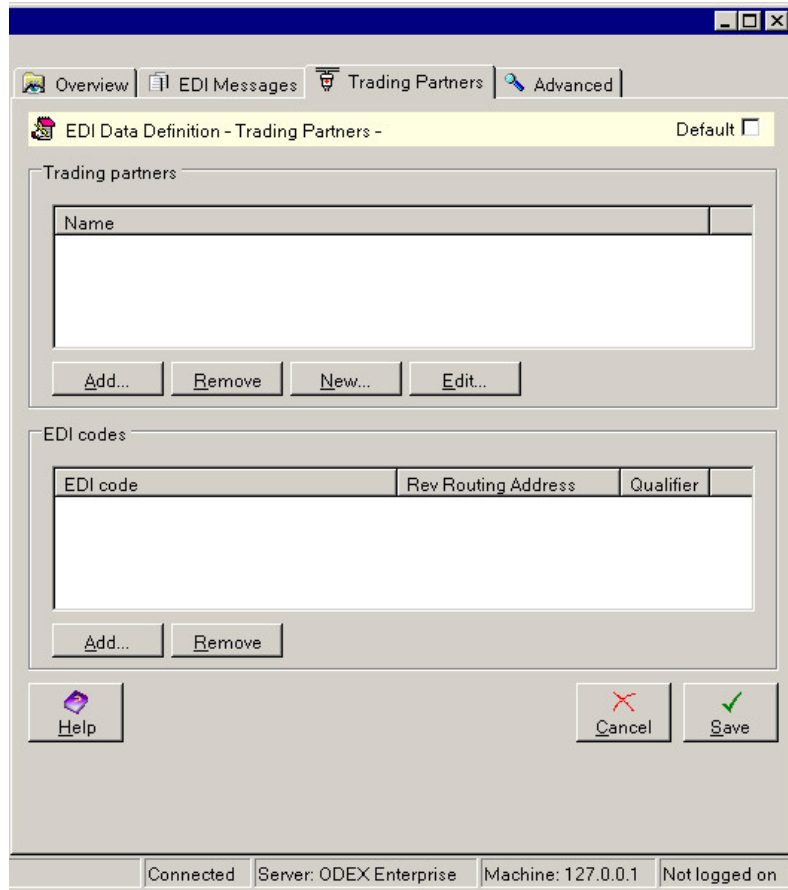 Overview EDI Messages Trading Partners Advanced
EDI Data Definition - Trading Partners - Default
Trading partners
Name
Add... Remove New... Edit...
EDI codes
EDI code Rev Routing Address Qualifier
Add... Remove
Help Cancel Save
Connected Server: ODEX Enterprise Machine: 127.0.0.1 Not logged on